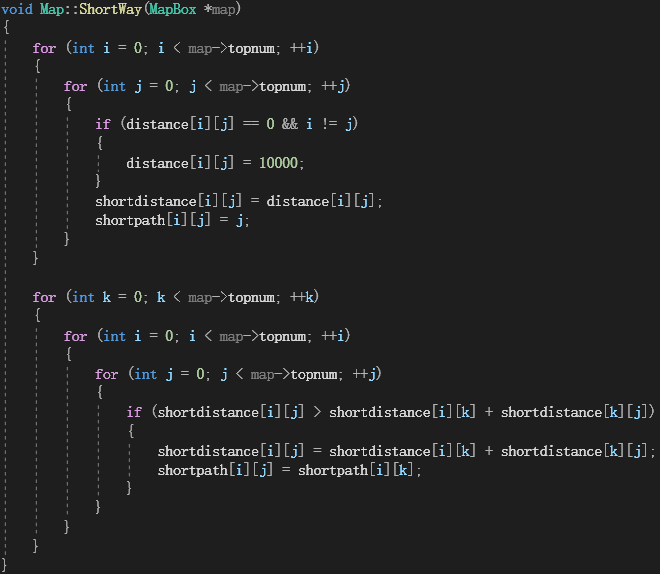 void Map::ShortWay(MapBox *map)
{
    for (int i = 0; i < map->topnum; ++i)
    {
        for (int j = 0; j < map->topnum; ++j)
        {
            if (distance[i][j] == 0 && i != j)
            {
                distance[i][j] = 10000;
            }
            shortdistance[i][j] = distance[i][j];
            shortpath[i][j] = j;
        }
    }

    for (int k = 0; k < map->topnum; ++k)
    {
        for (int i = 0; i < map->topnum; ++i)
        {
            for (int j = 0; j < map->topnum; ++j)
            {
                if (shortdistance[i][j] > shortdistance[i][k] + shortdistance[k][j])
                {
                    shortdistance[i][j] = shortdistance[i][k] + shortdistance[k][j];
                    shortpath[i][j] = shortpath[i][k];
                }
            }
        }
    }
}